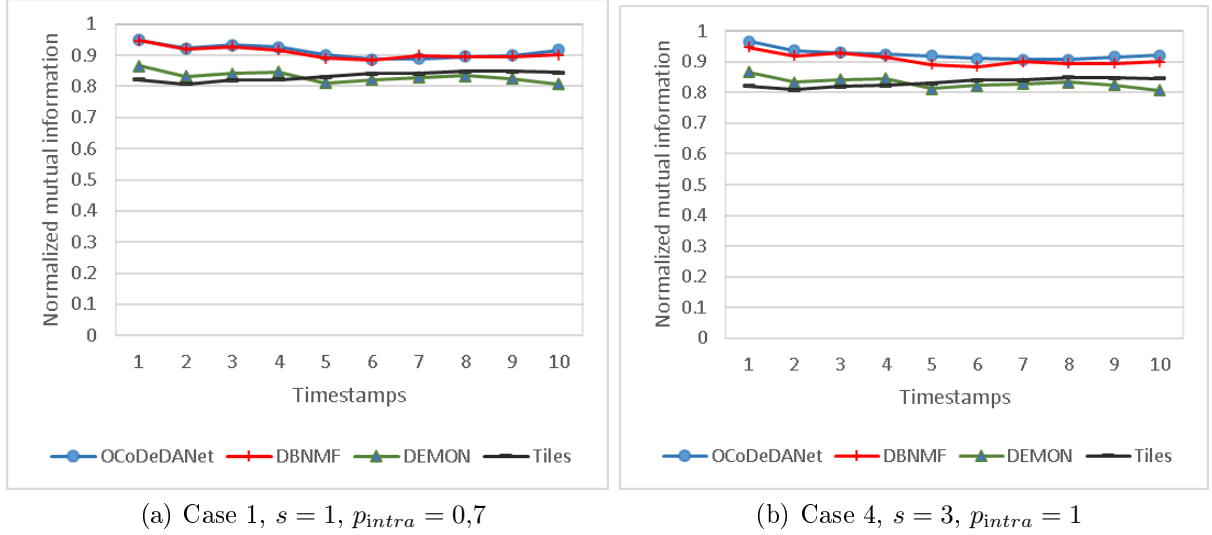 Normalized mutual information
1
0.9
0.8
0.7
0.6
0.5
0.4
0.3
0.2
0.1
0
1 2 3 4 5 6 7 8 9 10
Timestamps
OCoDeDANet DBNMF DEMON Tiles
(a) Case 1, s = 1, pintra = 0,7
Normalized mutual information
1
0.9
0.8
0.7
0.6
0.5
0.4
0.3
0.2
0.1
0
1 2 3 4 5 6 7 8 9 10
Timestamps
OCoDeDANet DBNMF DEMON Tiles
(b) Case 4, s = 3, pintra = 1